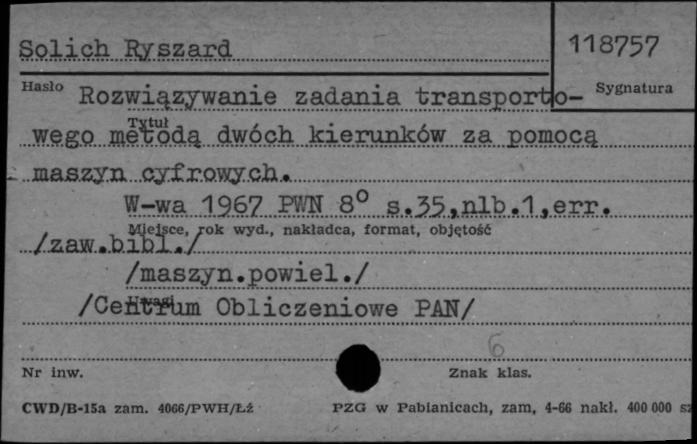 Solich Ryszard
118757
Hasło
Sygnatura
Rozwiązywanie zadania transporto-
Tytuł
wego metodą dwóch kierunków za pomocą
maszyn cyfrowych.
W-wa 1967 PWN 8° s.35,nlb.1,err.
Miejsce, rok wyd., nakładca, format, objętość
/zaw.bibl./
/maszyn.powiel./
Uwagi
/Centrum Obliczeniowe PAN/
6
Nr inw.
Znak klas.
CWD/B-15a zam. 4066/PWH/Łź
PZG w Pabianicach, zam, 4-66 nakł. 400 000